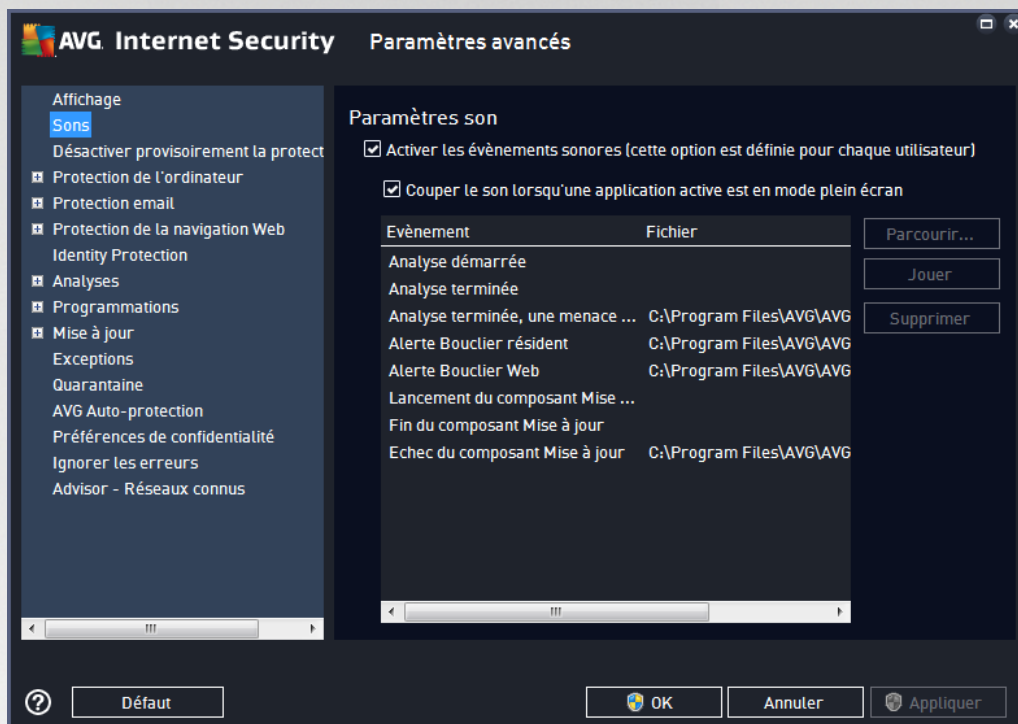 AVG. Internet Security Paramètres avancés
Affichage
Sons
Désactiver provisoirement la protect
Protection de l'ordinateur
Protection email
Protection de la navigation Web
Identity Protection
Analyses
Programmations
Mise à jour
Exceptions
Quarantaine
AVG Auto-protection
Préférences de confidentialité
Ignorer les erreurs
Advisor - Réseaux connus
Paramètres son
Activer les évènements sonores (cette option est définie pour chaque utilisateur)
Couper le son lorsqu'une application active est en mode plein écran
Evènement Fichier
Analyse démarrée
Analyse terminée
Analyse terminée, une menace ... C:\Program Files\AVG\AVG
Alerte Bouclier résident C:\Program Files\AVG\AVG
Alerte Bouclier Web C:\Program Files\AVG\AVG
Lancement du composant Mise ...
Fin du composant Mise à jour
Echec du composant Mise à jour C:\Program Files\AVG\AVG
Parcourir...
Jouer
Supprimer
Défaut OK Annuler Appliquer